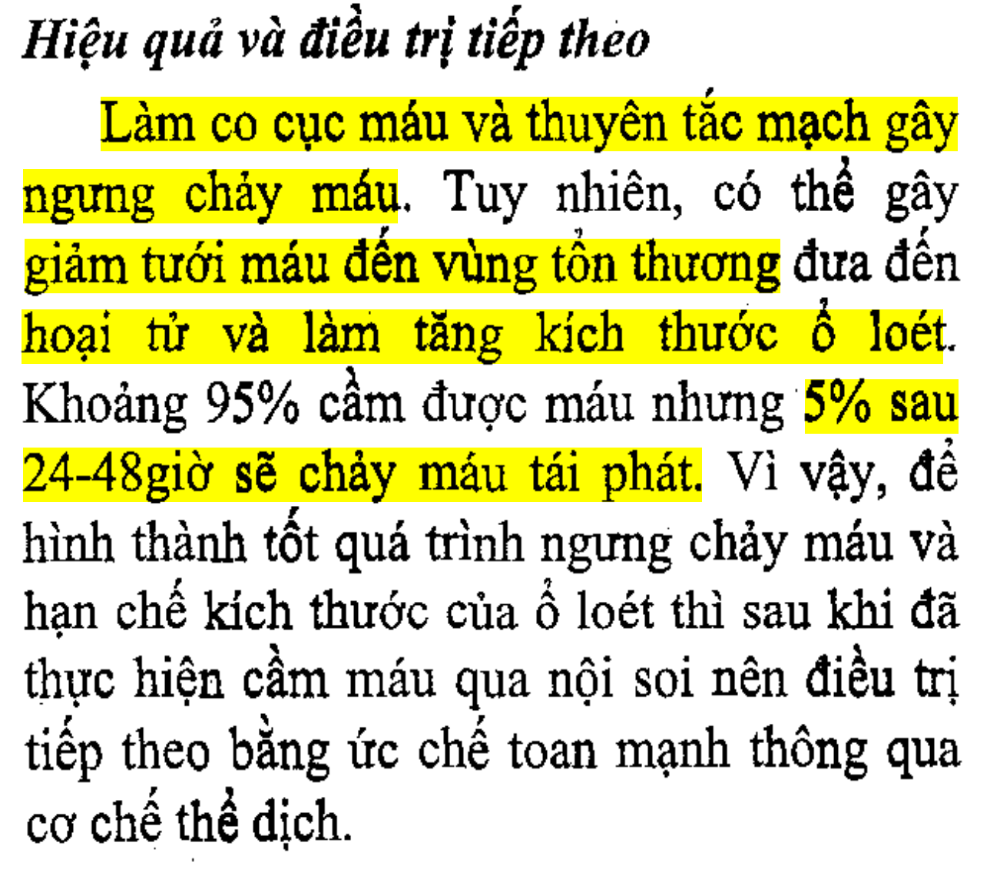 Hiệu quả và điều trị tiếp theo
Làm co cục máu và thuyên tắc mạch gây
ngưng chảy máu. Tuy nhiên, có thể gây
giảm tưới máu đến vùng tổn thương đưa đến
hoại tử và làm tăng kích thước ổ loét.
Khoảng 95% cầm được máu nhưng 5% sau
24-48giờ sẽ chảy máu tái phát. Vì vậy, để
hình thành tốt quá trình ngưng chảy máu và
hạn chế kích thước của ổ loét thì sau khi đã
thực hiện cầm máu qua nội soi nên điều trị
tiếp theo bằng ức chế toan mạnh thông qua
cơ chế thể dịch.